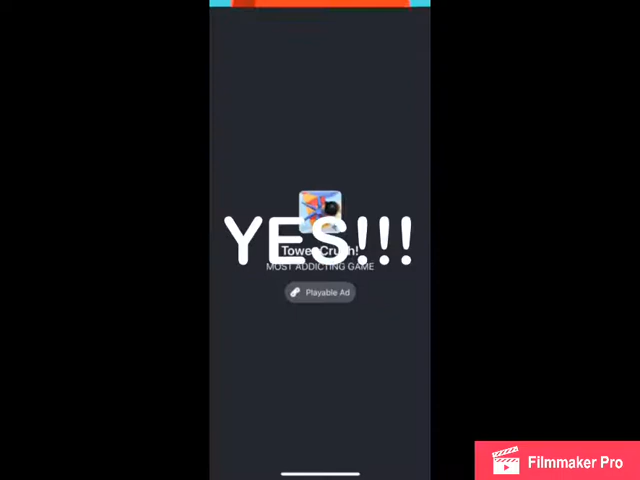 YES!!!
Tower Crush!
MOST ADDICTING GAME
Playable Ad
Filmmaker Pro